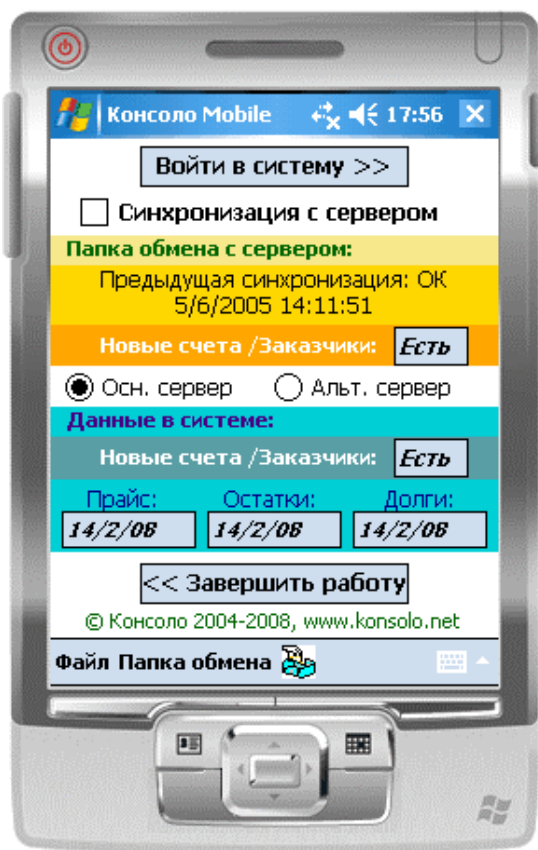 Консоло Mobile 17:56
Войти в систему >>
Синхронизация с сервером
Папка обмена с сервером:
Предыдущая синхронизация: ОК
5/6/2005 14:11:51
Новые счета /Заказчики: Есть
Осн. сервер Альт. сервер
Данные в системе:
Новые счета /Заказчики: Есть
Прайс: Остатки: Долги:
14/2/08 14/2/08 14/2/08
<< Завершить работу
© Консоло 2004-2008, www.konsolo.net
Файл Папка обмена